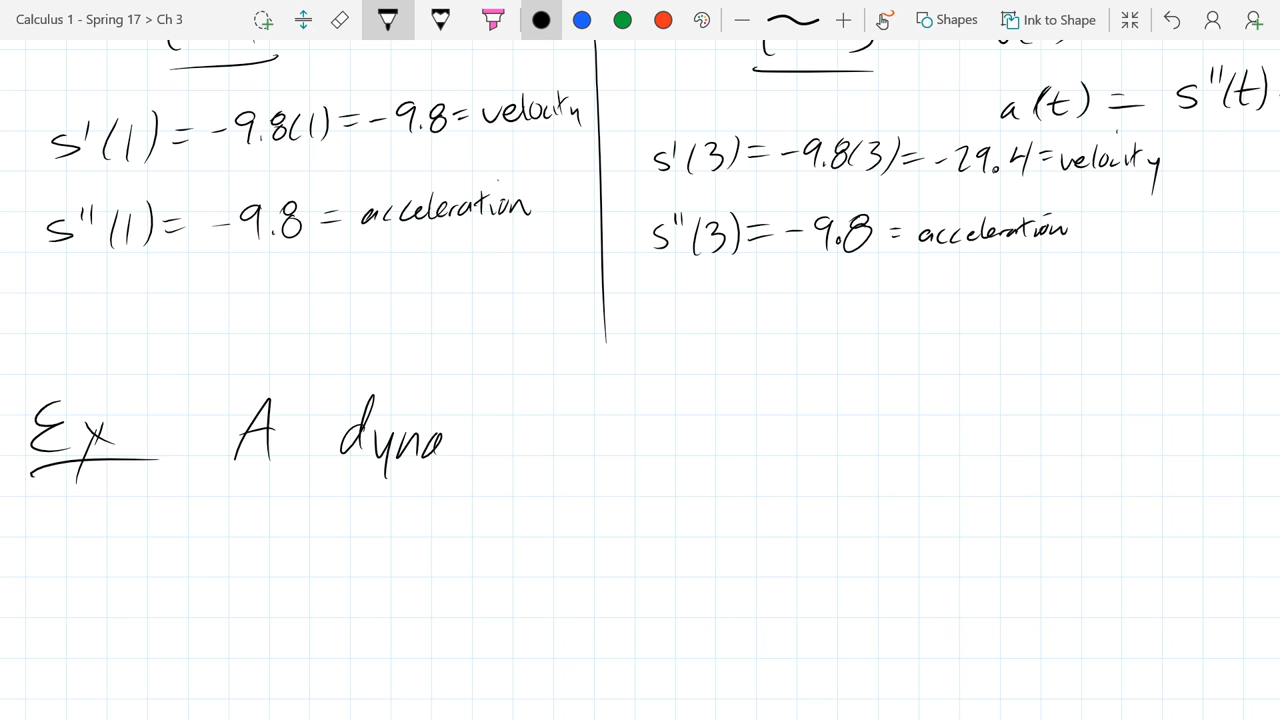 Calculus 1 - Spring 17 > Ch 3
Shapes
Ink to Shape
a(t) = s''(t)
s'(1) = -9.8(1) = -9.8 = velocity
s''(1) = -9.8 = acceleration
s'(3) = -9.8(3) = -29.4 = velocity
s''(3) = -9.8 = acceleration
Ex A dyna